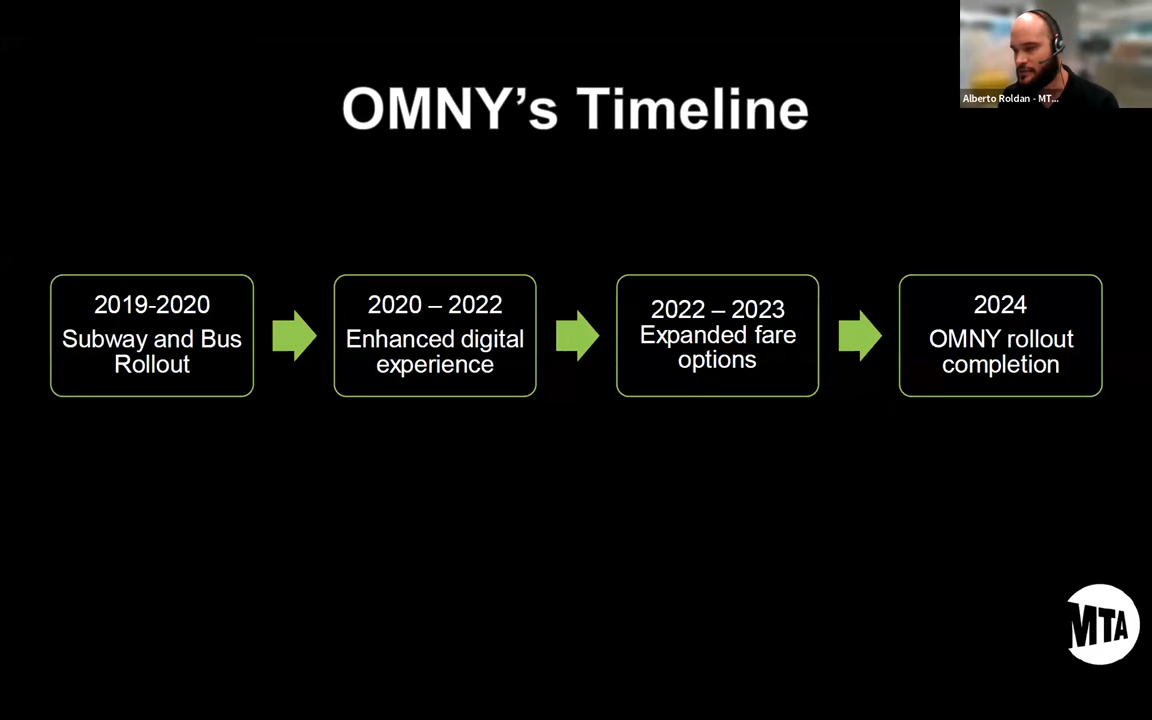 Alberto Roldan - MT...
OMNY's Timeline
2019-2020
Subway and Bus
Rollout
2020 – 2022
Enhanced digital
experience
2022 – 2023
Expanded fare
options
2024
OMNY rollout
completion
MTA